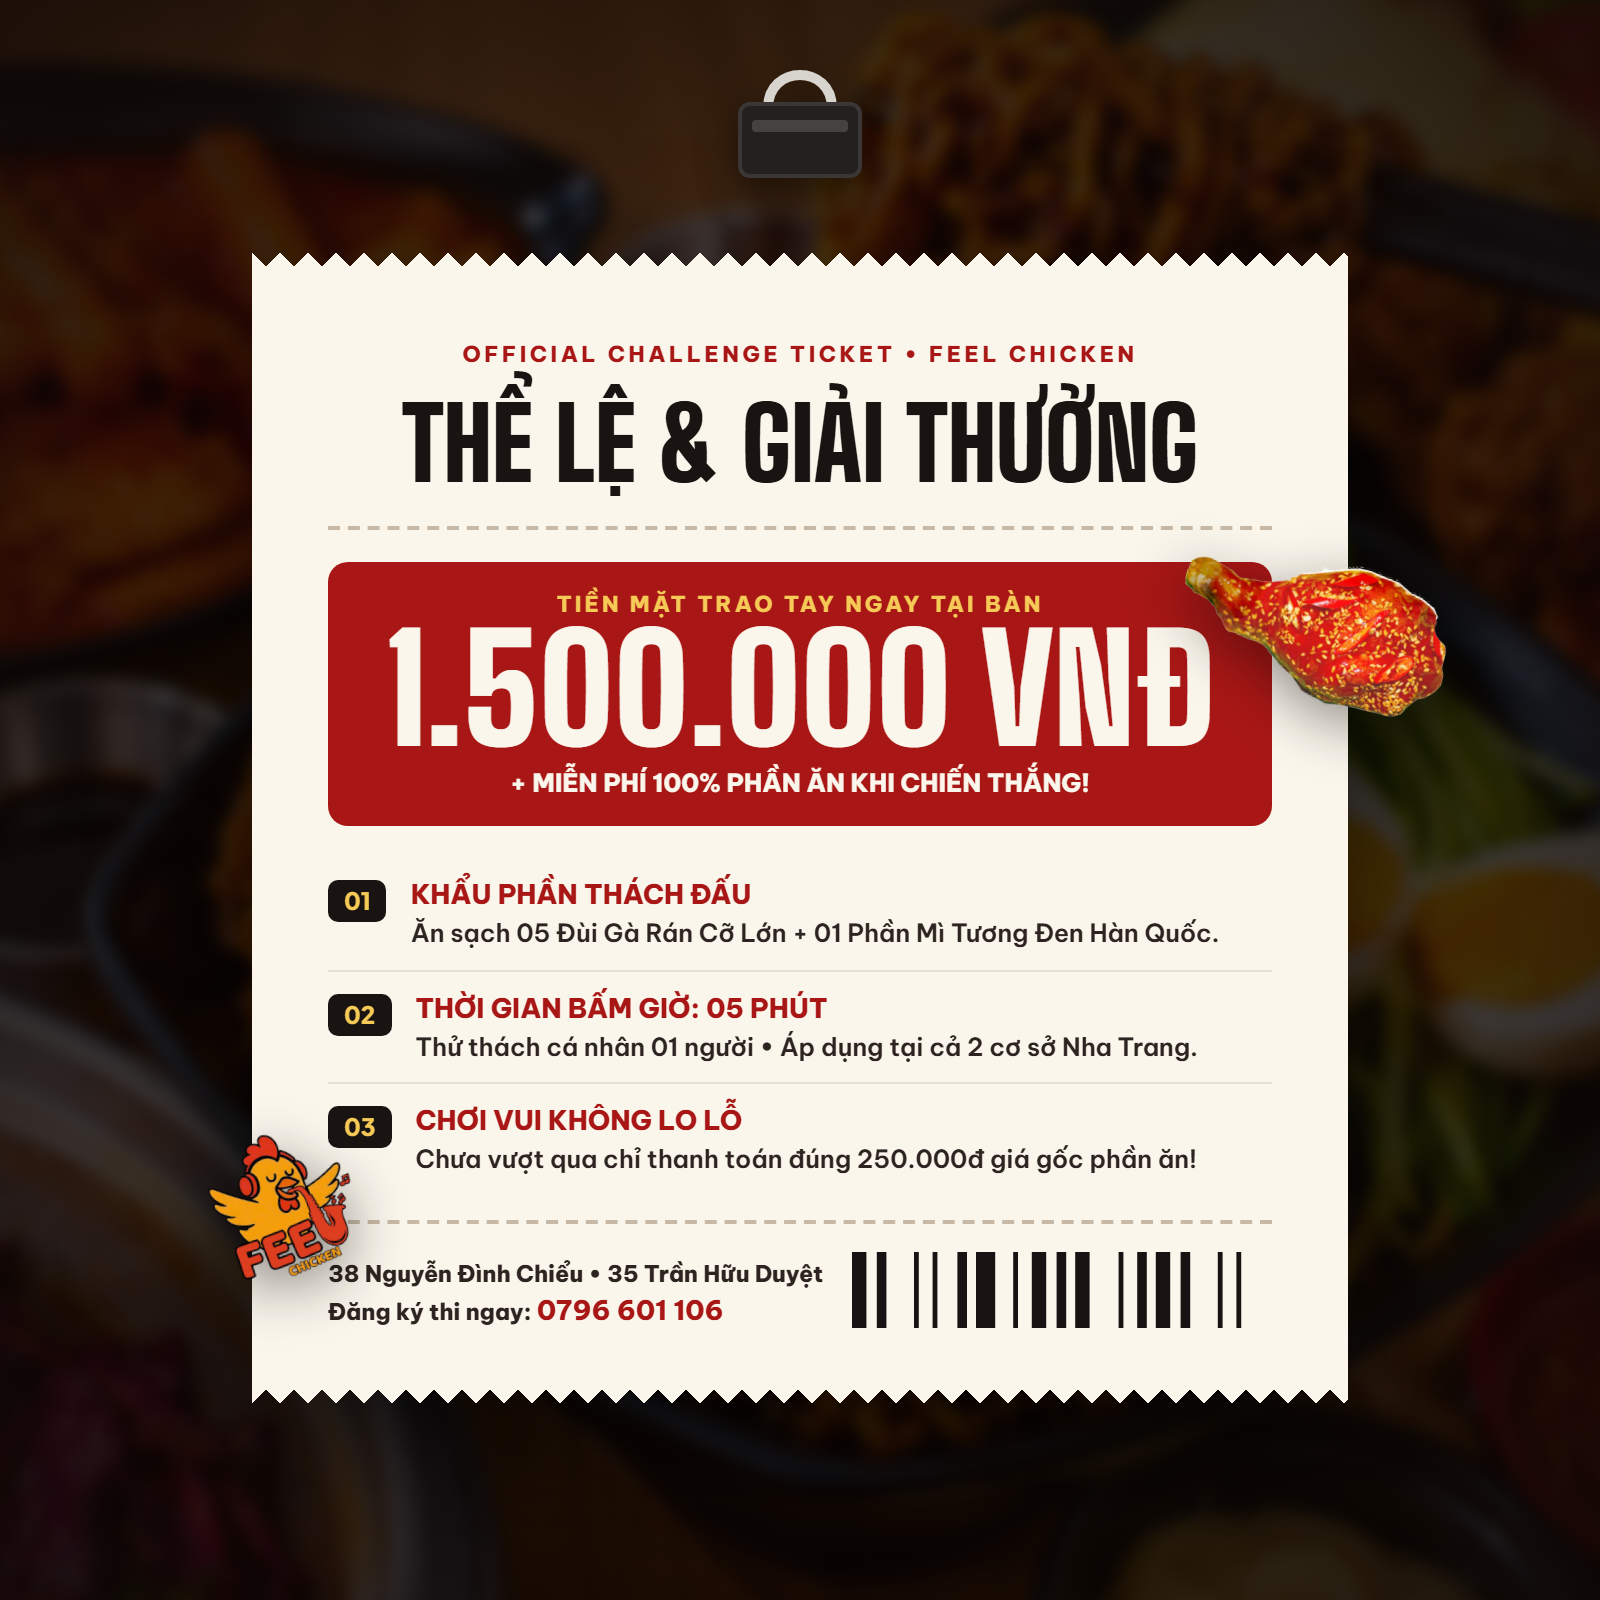 OFFICIAL CHALLENGE TICKET • FEEL CHICKEN
THỂ LỆ & GIẢI THƯỞNG
TIỀN MẶT TRAO TAY NGAY TẠI BÀN
1.500.000 VNĐ
+ MIỄN PHÍ 100% PHẦN ĂN KHI CHIẾN THẮNG!
01 KHẨU PHẦN THÁCH ĐẤU
Ăn sạch 05 Đùi Gà Rán Cỡ Lớn + 01 Phần Mì Tương Đen Hàn Quốc.
02 THỜI GIAN BẤM GIỜ: 05 PHÚT
Thử thách cá nhân 01 người • Áp dụng tại cả 2 cơ sở Nha Trang.
03 CHƠI VUI KHÔNG LO LỖ
Chưa vượt qua chỉ thanh toán đúng 250.000đ giá gốc phần ăn!
FEEL
CHICKEN
38 Nguyễn Đình Chiểu • 35 Trần Hữu Duyệt
Đăng ký thi ngay: 0796 601 106